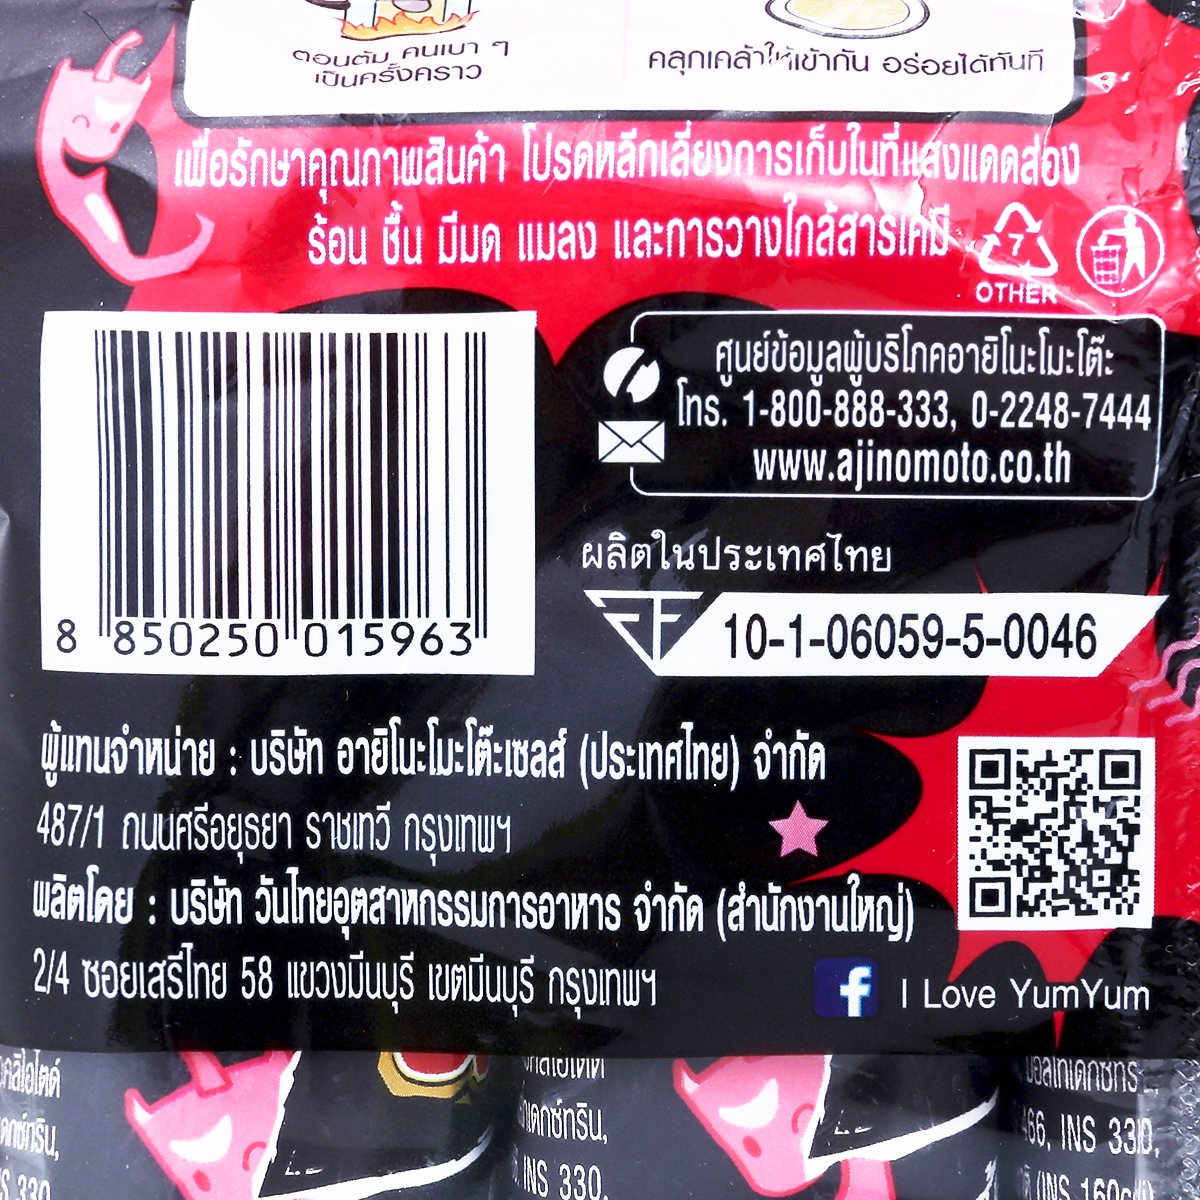 ตอนต้ม คนเบา ๆ
เป็นครั้งคราว
คลุกเคล้าให้เข้ากัน อร่อยได้ทันที
เพื่อรักษาคุณภาพสินค้า โปรดหลีกเลี่ยงการเก็บในที่แสงแดดส่อง
ร้อน ชื้น มีมด แมลง และการวางใกล้สารเคมี
7
OTHER
ศูนย์ข้อมูลผู้บริโภคอายิโนะโมะโต๊ะ
โทร. 1-800-888-333, 0-2248-7444
www.ajinomoto.co.th
8 850250 015963
ผลิตในประเทศไทย
10-1-06059-5-0046
ผู้แทนจำหน่าย : บริษัท อายิโนะโมะโต๊ะเซลส์ (ประเทศไทย) จำกัด
487/1 ถนนศรีอยุธยา ราชเทวี กรุงเทพฯ
ผลิตโดย : บริษัท วันไทยอุตสาหกรรมการอาหาร จำกัด (สำนักงานใหญ่)
2/4 ซอยเสรีไทย 58 แขวงมีนบุรี เขตมีนบุรี กรุงเทพฯ
f I Love YumYum
INS 330,
466, INS 330,